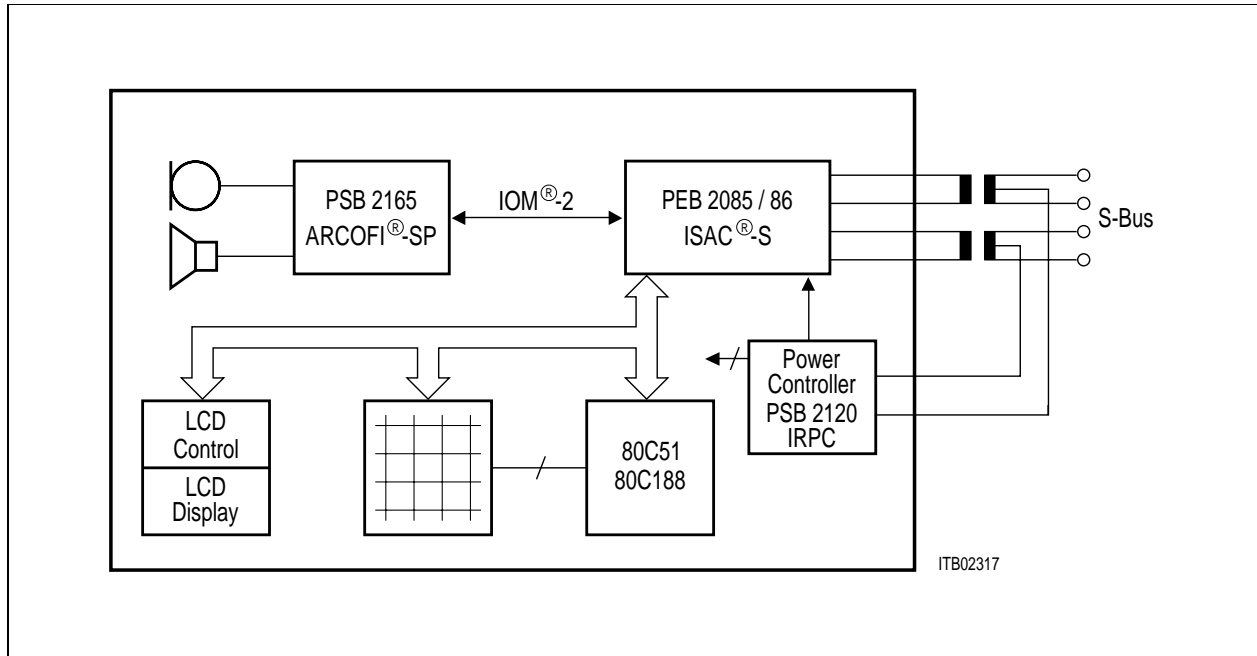 PSB 2165
ARCOFI®-SP
IOM®-2
PEB 2085 / 86
ISAC®-S
S-Bus
Power
Controller
PSB 2120
IRPC
LCD
Control
LCD
Display
80C51
80C188
ITB02317